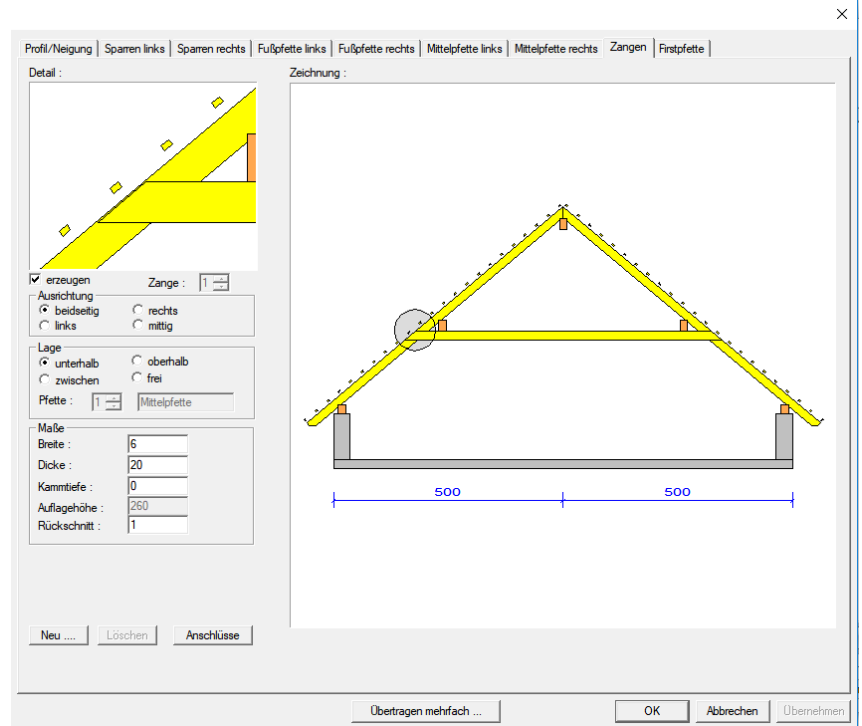 Profil/Neigung Sparren links Sparren rechts Fußpfette links Fußpfette rechts Mittelpfette links Mittelpfette rechts Zangen Firstpfette
Detail :
Zeichnung :
erzeugen Zange : 1
Ausrichtung
beidseitig rechts
links mittig
Lage
unterhalb oberhalb
zwischen frei
Pfette : 1 Mittelpfette
Maße
Breite : 6
Dicke : 20
Kammtiefe : 0
Auflagehöhe : 260
Rückschnitt : 1
500 500
Neu .... Löschen Anschlüsse
Übertragen mehrfach ... OK Abbrechen Übernehmen